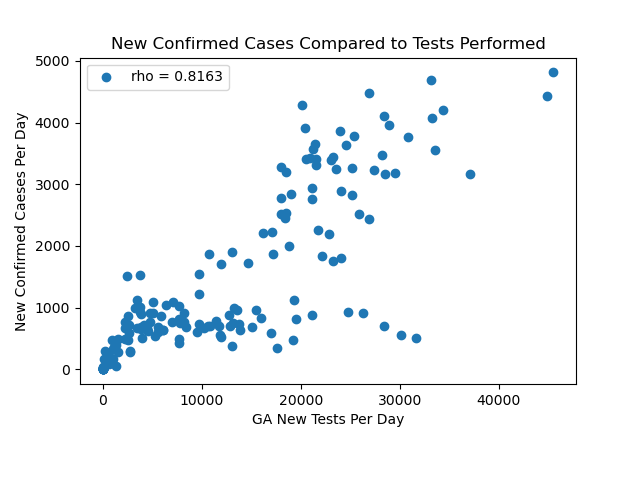 New Confirmed Cases Compared to Tests Performed
rho = 0.8163
5000
4000
3000
2000
1000
0
New Confirmed Caeses Per Day
0 10000 20000 30000 40000
GA New Tests Per Day